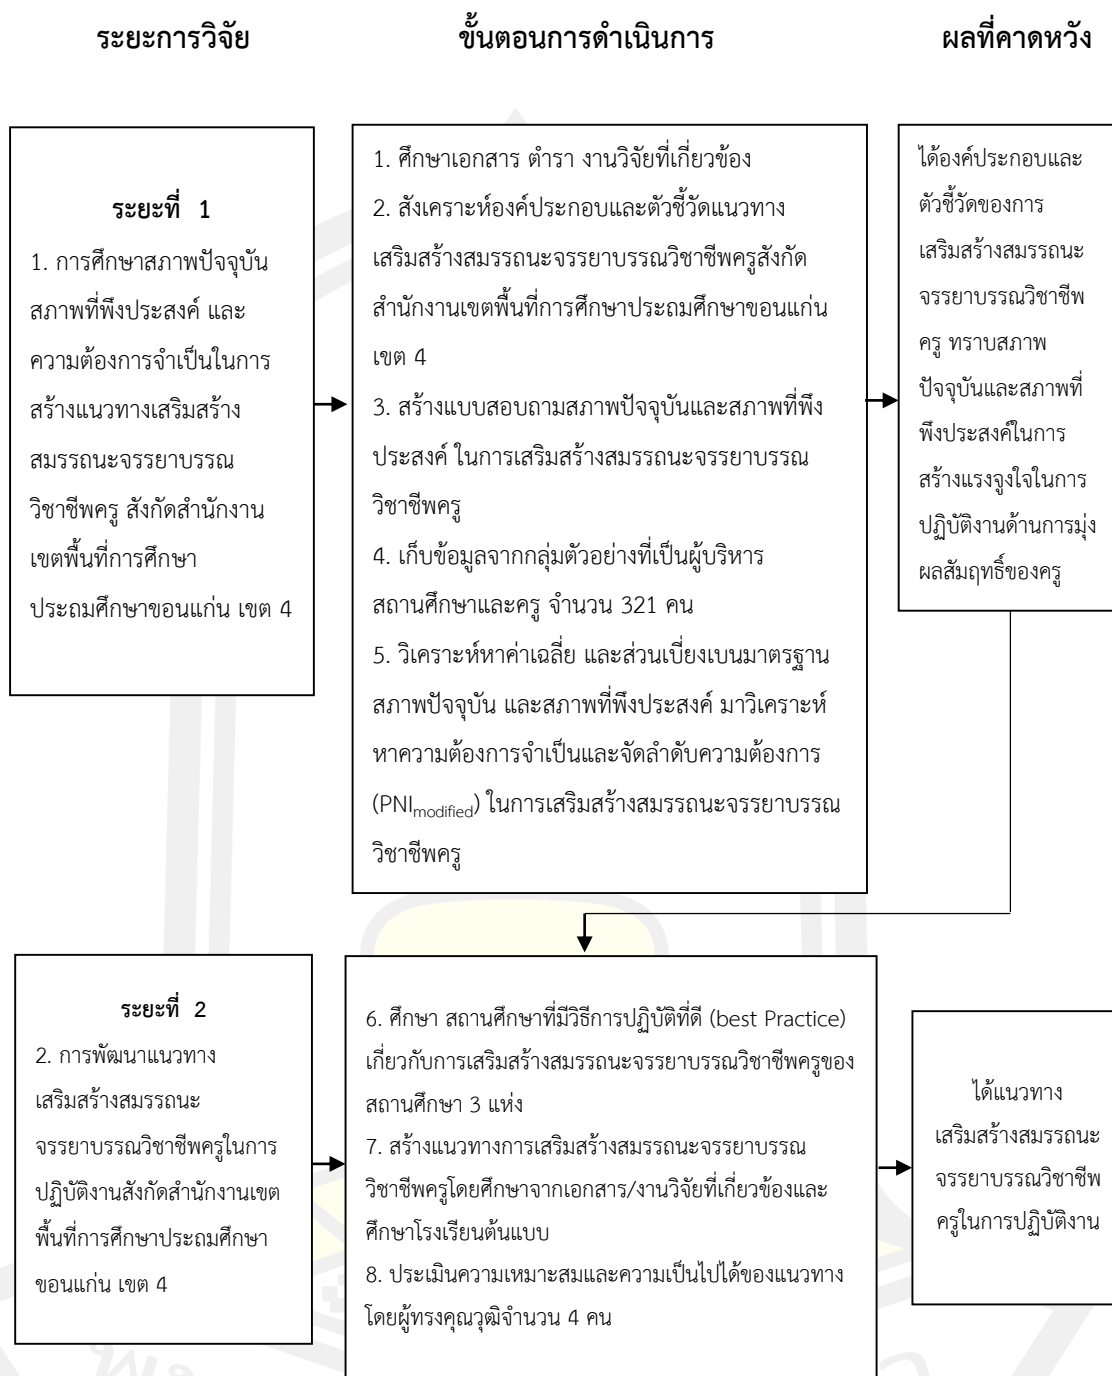 ระยะการวิจัย
ขั้นตอนการดำเนินการ
ผลที่คาดหวัง
ระยะที่ 1
1. การศึกษาสภาพปัจจุบัน
สภาพที่พึงประสงค์ และ
ความต้องการจำเป็นในการ
สร้างแนวทางเสริมสร้าง
สมรรถนะจรรยาบรรณ
วิชาชีพครู สังกัดสำนักงาน
เขตพื้นที่การศึกษา
ประถมศึกษาขอนแก่น เขต 4
1. ศึกษาเอกสาร ตำรา งานวิจัยที่เกี่ยวข้อง
2. สังเคราะห์องค์ประกอบและตัวชี้วัดแนวทาง
เสริมสร้างสมรรถนะจรรยาบรรณวิชาชีพครูสังกัด
สำนักงานเขตพื้นที่การศึกษาประถมศึกษาขอนแก่น
เขต 4
3. สร้างแบบสอบถามสภาพปัจจุบันและสภาพที่พึง
ประสงค์ ในการเสริมสร้างสมรรถนะจรรยาบรรณ
วิชาชีพครู
4. เก็บข้อมูลจากกลุ่มตัวอย่างที่เป็นผู้บริหาร
สถานศึกษาและครู จำนวน 321 คน
5. วิเคราะห์หาค่าเฉลี่ย และส่วนเบี่ยงเบนมาตรฐาน
สภาพปัจจุบัน และสภาพที่พึงประสงค์ มาวิเคราะห์
หาความต้องการจำเป็นและจัดลำดับความต้องการ
(PNImodified) ในการเสริมสร้างสมรรถนะจรรยาบรรณ
วิชาชีพครู
ได้องค์ประกอบและ
ตัวชี้วัดของการ
เสริมสร้างสมรรถนะ
จรรยาบรรณวิชาชีพ
ครู ทราบสภาพ
ปัจจุบันและสภาพที่
พึงประสงค์ในการ
สร้างแรงจูงใจในการ
ปฏิบัติงานด้านการมุ่ง
ผลสัมฤทธิ์ของครู
ระยะที่ 2
2. การพัฒนาแนวทาง
เสริมสร้างสมรรถนะ
จรรยาบรรณวิชาชีพครูในการ
ปฏิบัติงานสังกัดสำนักงานเขต
พื้นที่การศึกษาประถมศึกษา
ขอนแก่น เขต 4
6. ศึกษา สถานศึกษาที่มีวิธีการปฏิบัติที่ดี (best Practice)
เกี่ยวกับการเสริมสร้างสมรรถนะจรรยาบรรณวิชาชีพครูของ
สถานศึกษา 3 แห่ง
7. สร้างแนวทางการเสริมสร้างสมรรถนะจรรยาบรรณ
วิชาชีพครูโดยศึกษาจากเอกสาร/งานวิจัยที่เกี่ยวข้องและ
ศึกษาโรงเรียนต้นแบบ
8. ประเมินความเหมาะสมและความเป็นไปได้ของแนวทาง
โดยผู้ทรงคุณวุฒิจำนวน 4 คน
ได้แนวทาง
เสริมสร้างสมรรถนะ
จรรยาบรรณวิชาชีพ
ครูในการปฏิบัติงาน